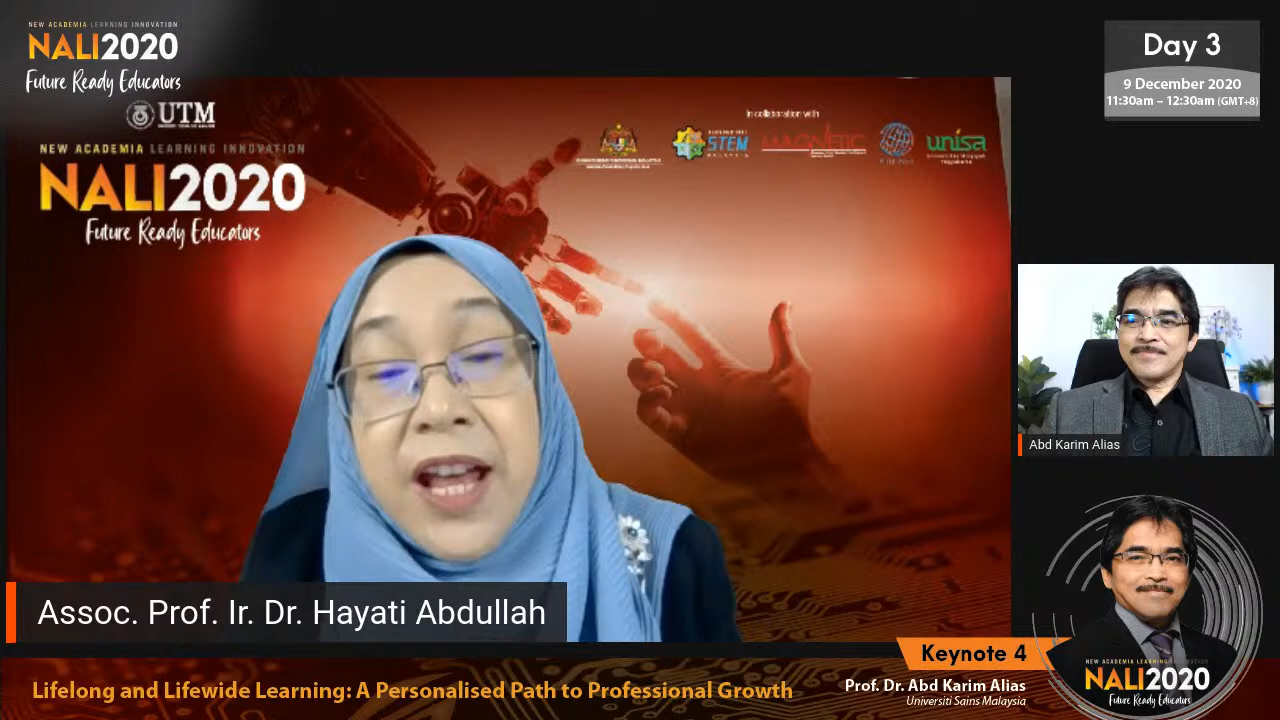 NEW ACADEMIA LEARNING INNOVATION
NALI2020
Future Ready Educators
Day 3
9 December 2020
11:30am – 12:30am (GMT+8)
UTM
NEW ACADEMIA LEARNING INNOVATION
NALI2020
Future Ready Educators
In collaboration with
STEM
MAGNETIC
unisa
Abd Karim Alias
Assoc. Prof. Ir. Dr. Hayati Abdullah
Keynote 4
Lifelong and Lifewide Learning: A Personalised Path to Professional Growth
Prof. Dr. Abd Karim Alias
Universiti Sains Malaysia
NEW ACADEMIA LEARNING INNOVATION
NALI2020
Future Ready Educators